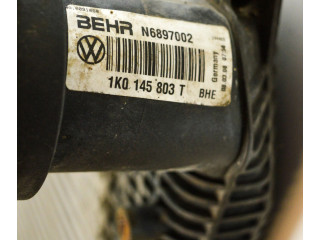 BEHR N6897002
Germany
1K0 145 803 T BHE